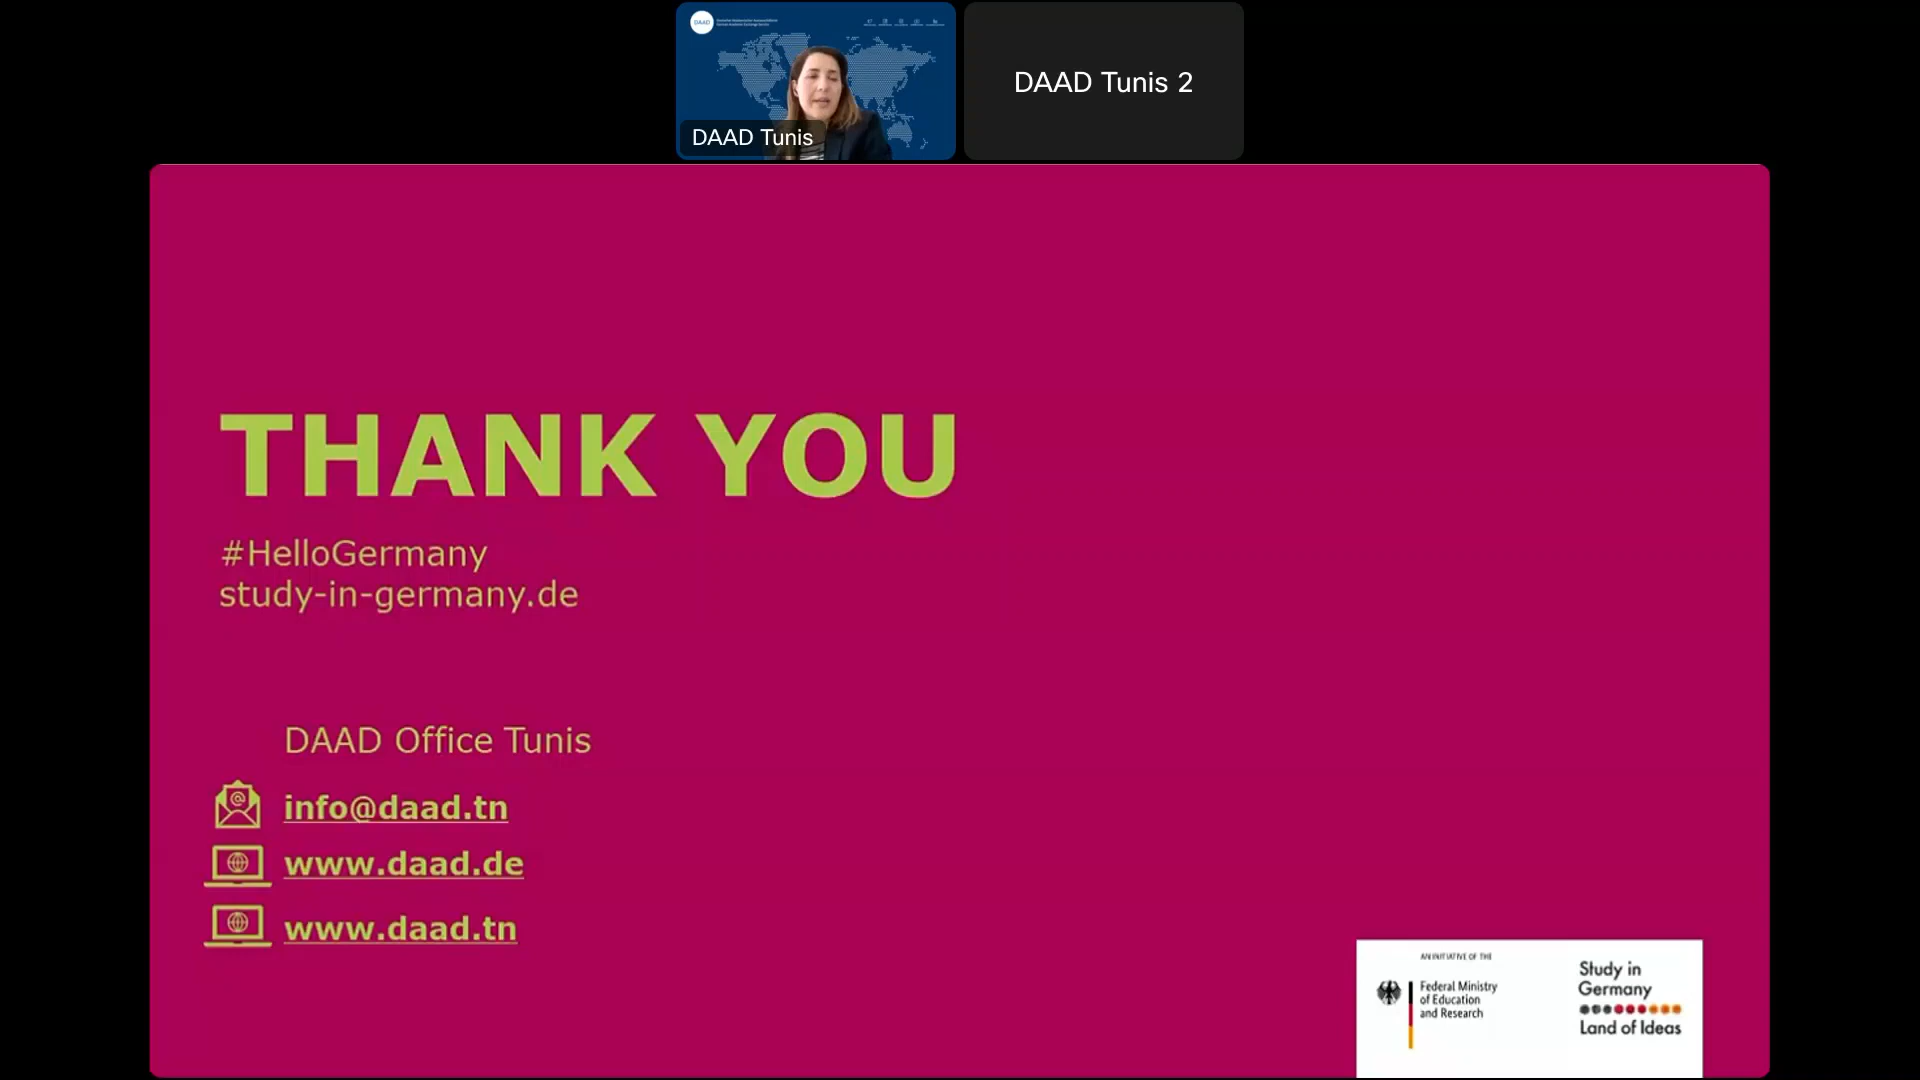 DAAD
DAAD Tunis
DAAD Tunis 2
THANK YOU
#HelloGermany
study-in-germany.de
DAAD Office Tunis
info@daad.tn
www.daad.de
www.daad.tn
AN INITIATIVE OF THE
Federal Ministry
of Education
and Research
Study in
Germany
Land of Ideas